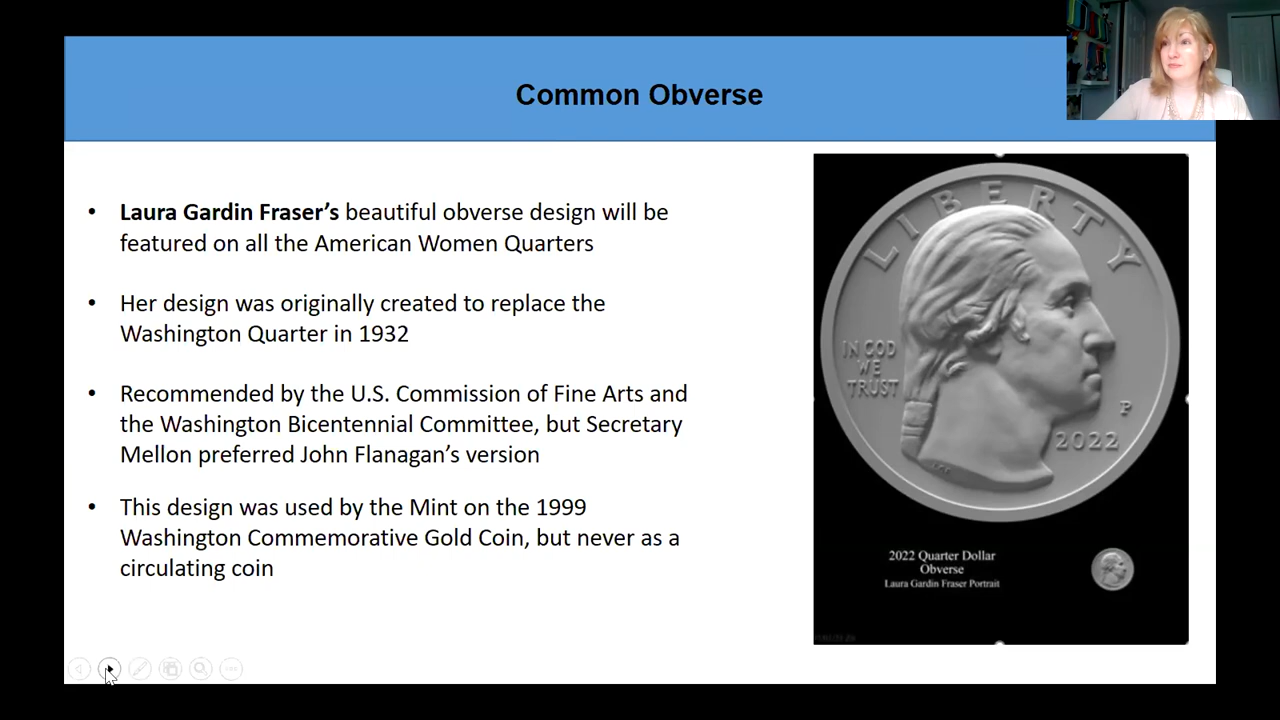 Common Obverse
• Laura Gardin Fraser's beautiful obverse design will be
featured on all the American Women Quarters
• Her design was originally created to replace the
Washington Quarter in 1932
• Recommended by the U.S. Commission of Fine Arts and
the Washington Bicentennial Committee, but Secretary
Mellon preferred John Flanagan's version
• This design was used by the Mint on the 1999
Washington Commemorative Gold Coin, but never as a
circulating coin
LIBERTY
IN GOD
WE
TRUST
P
2022
2022 Quarter Dollar
Obverse
Laura Gardin Fraser Portrait